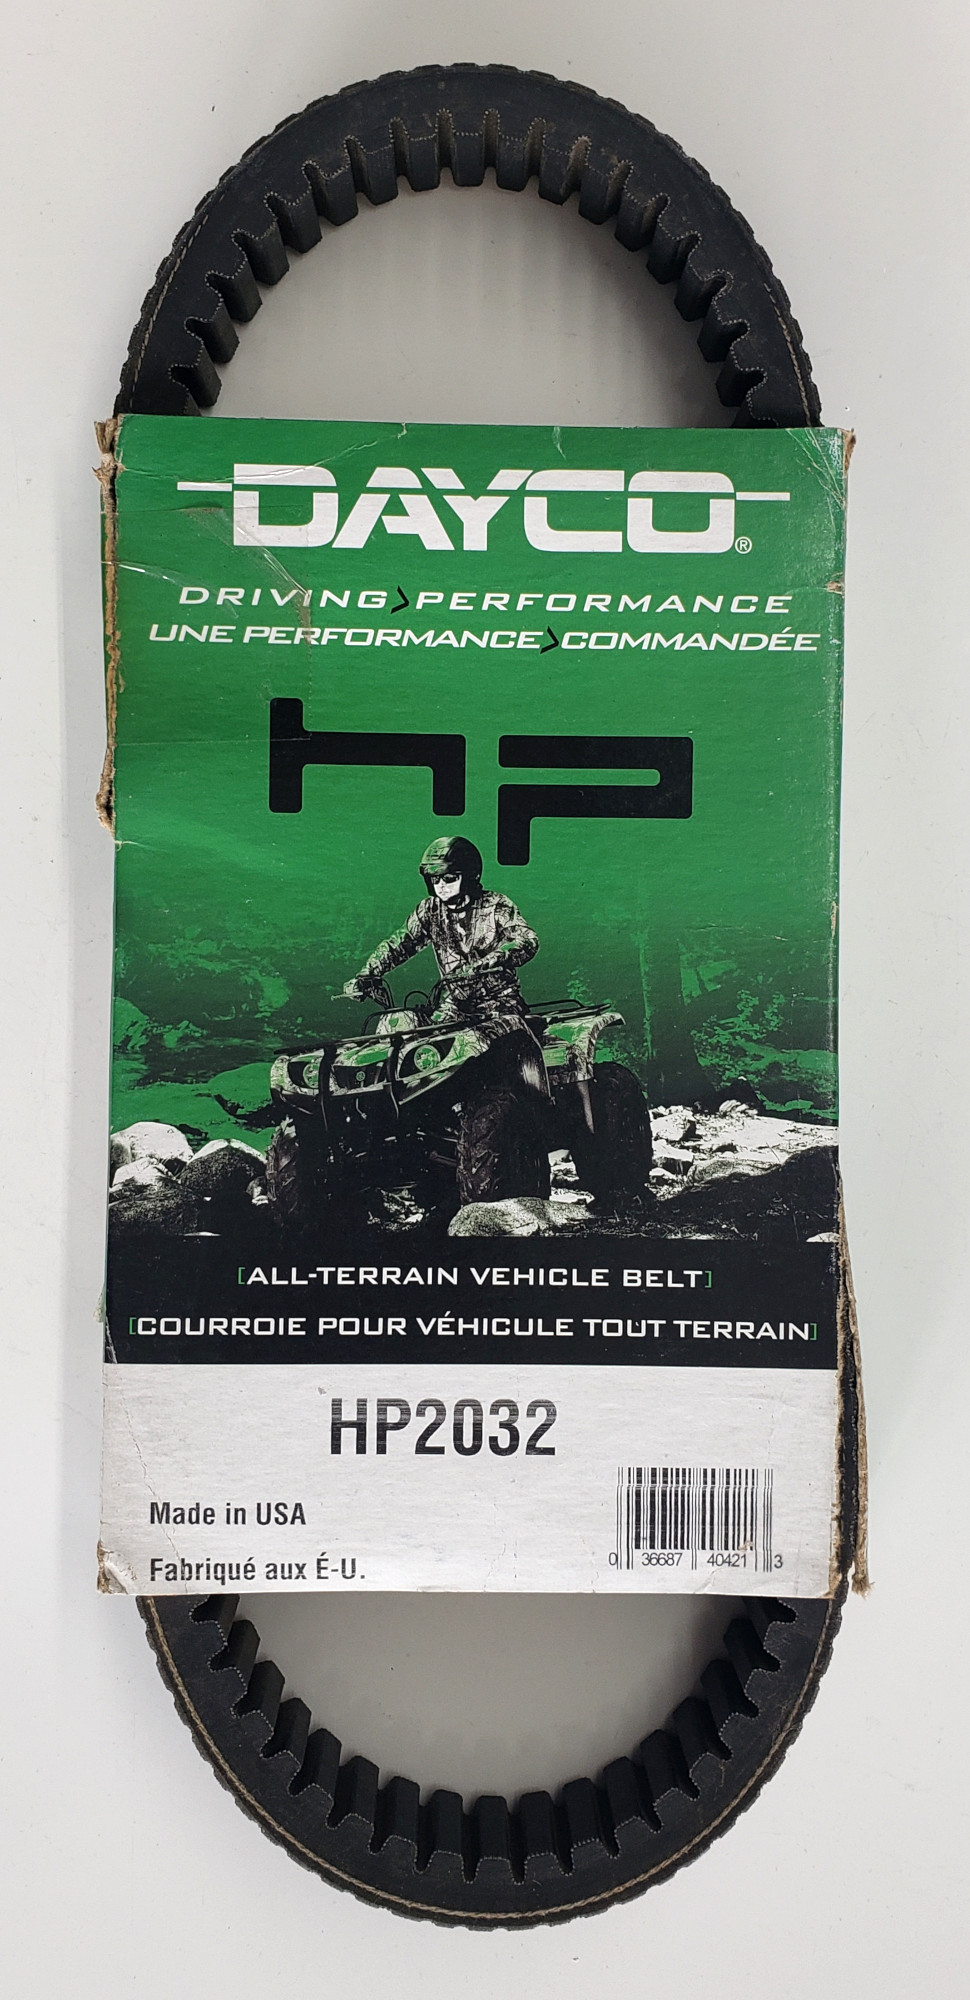 DAYCO®
DRIVING>PERFORMANCE
UNE PERFORMANCE>COMMANDÉE
hp
[ALL-TERRAIN VEHICLE BELT]
[COURROIE POUR VÉHICULE TOUT TERRAIN]
HP2032
Made in USA
Fabriqué aux É-U.
0 36687 40421 3